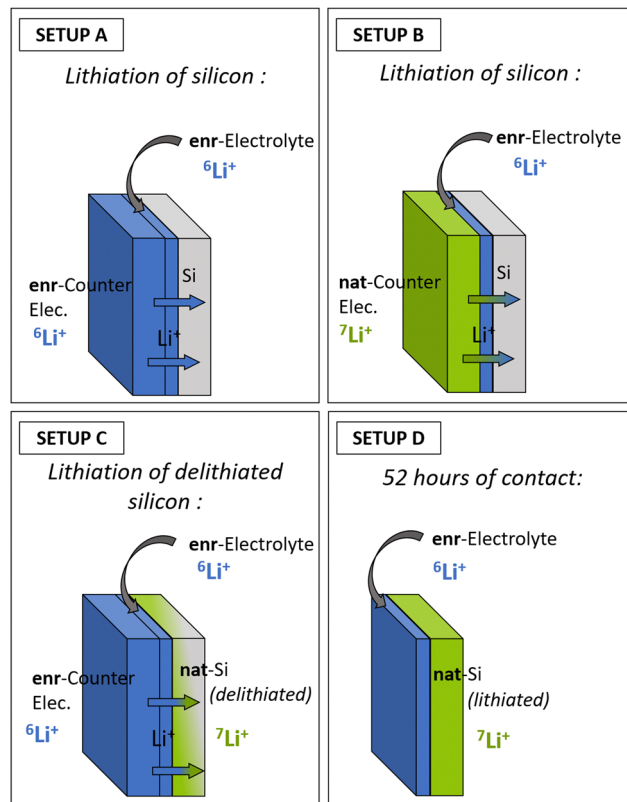 SETUP A
Lithiation of silicon :
enr-Electrolyte
⁶Li⁺
Si
enr-Counter
Elec.
⁶Li⁺
Li⁺
SETUP B
Lithiation of silicon :
enr-Electrolyte
⁶Li⁺
Si
nat-Counter
Elec.
⁷Li⁺
Li⁺
SETUP C
Lithiation of delithiated
silicon :
enr-Electrolyte
⁶Li⁺
enr-Counter
Elec.
⁶Li⁺
nat-Si
(delithiated)
Li⁺
⁷Li⁺
SETUP D
52 hours of contact:
enr-Electrolyte
⁶Li⁺
nat-Si
(lithiated)
⁷Li⁺